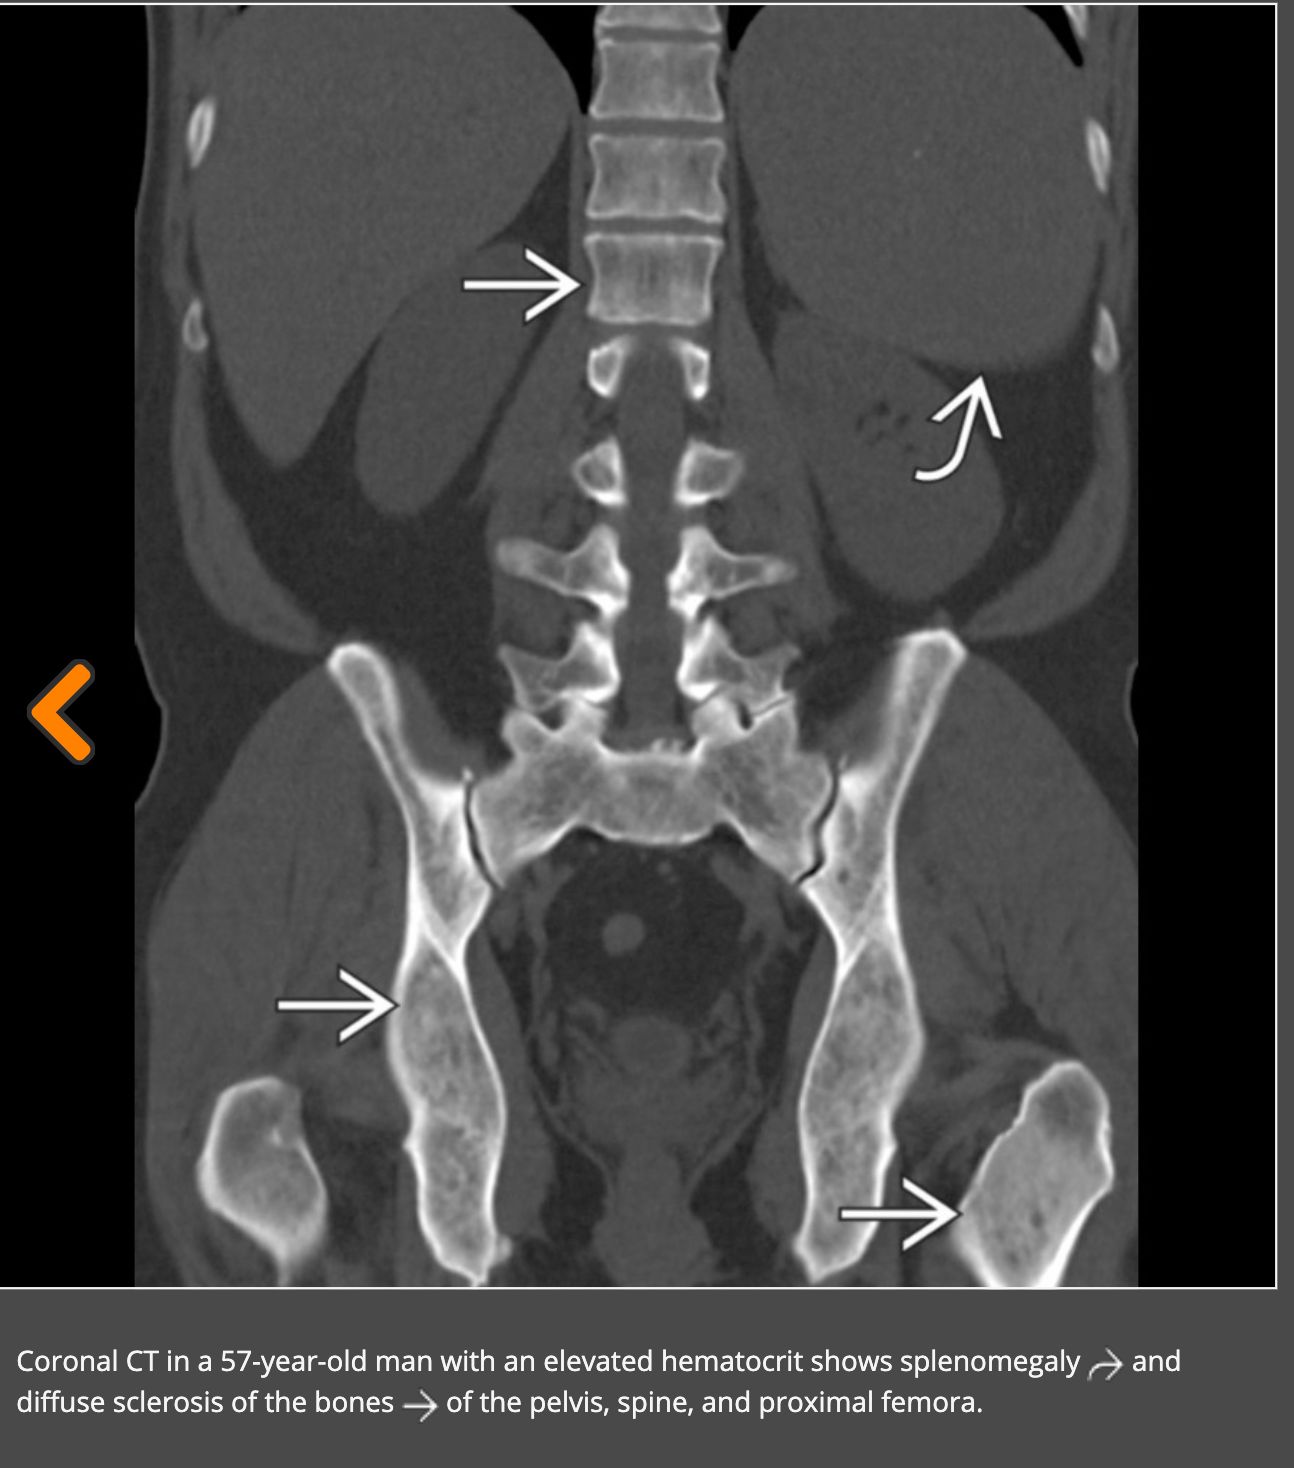 Coronal CT in a 57-year-old man with an elevated hematocrit shows splenomegaly and
diffuse sclerosis of the bones of the pelvis, spine, and proximal femora.